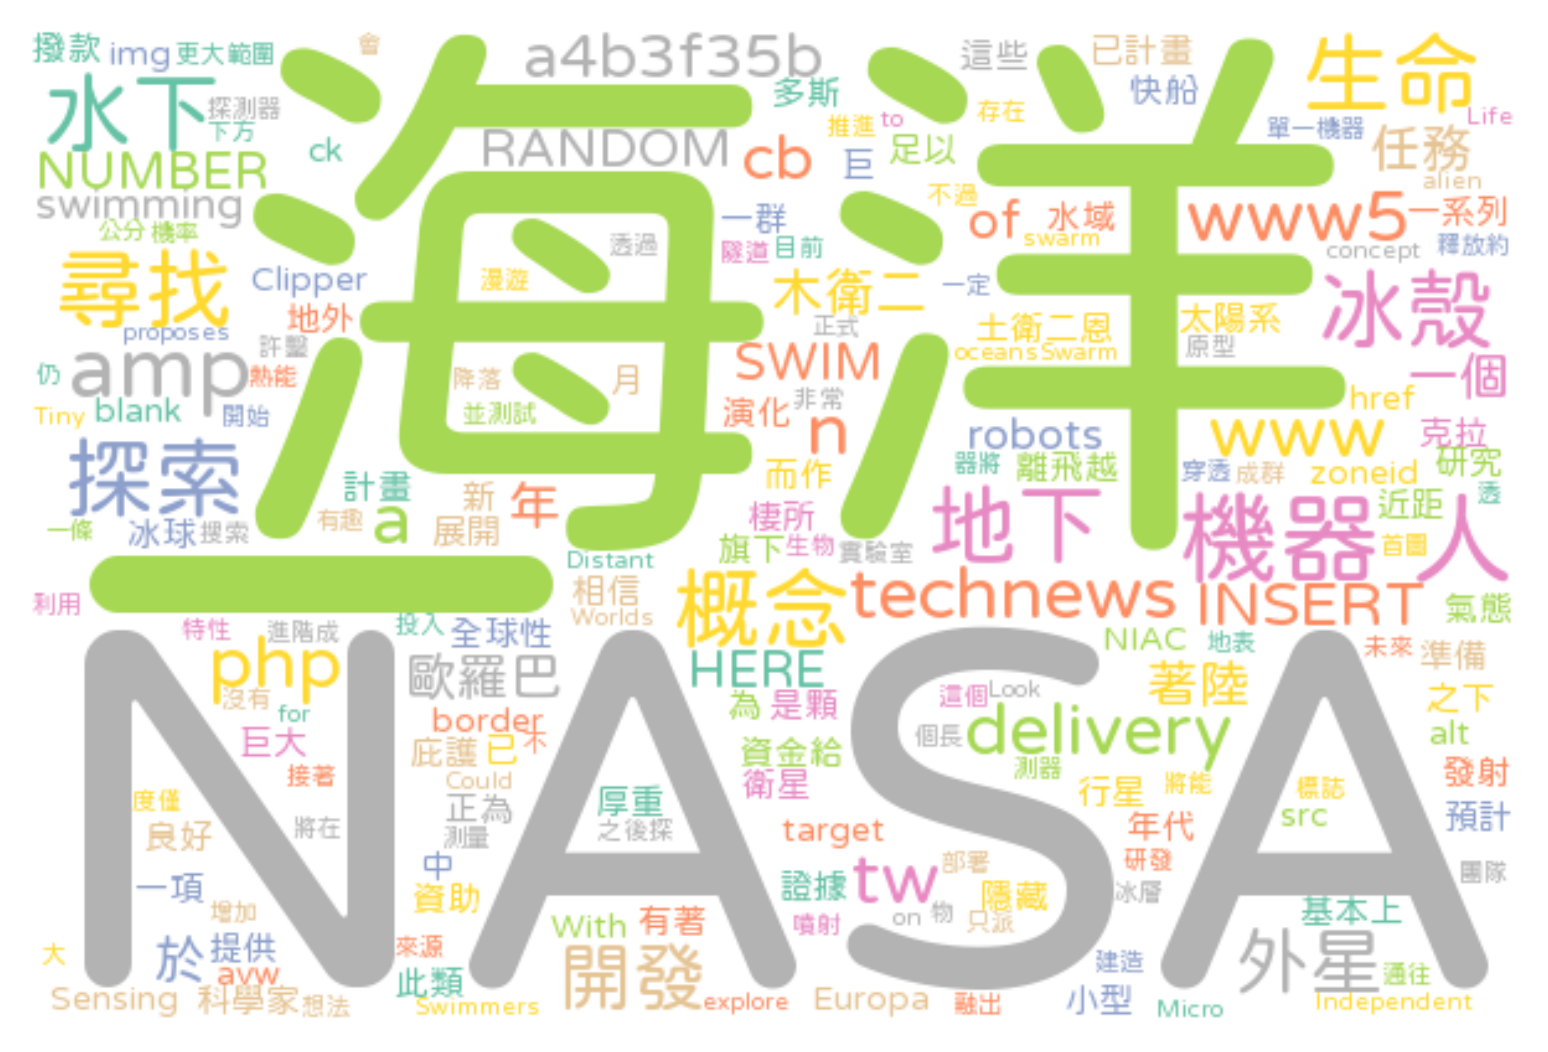 撥款 img 更大範圍 會 a4b3f35b 這些 已計畫 生命
水下 探測器 多斯 快船 存在 Life
下方 海洋 推進 to 單一機器
NUMBER ck RANDOM cb 巨 足以 任務
swimming 一群 不過 of 水域 www5 一系列 alien
公分 機率 透過 隧道 目前 swarm concept 釋放約
尋找 Clipper 漫遊 木衛二 一定 冰殼
proposes 地外 正式 土衛二恩 太陽系
仍 amp 許鑿 熱能 降落 月 SWIM oceans Swarm 原型 一個
Tiny blank 開始 並測試 演化 非常 href
探索 n robots www 克拉
計畫 新 年 而作 器將 離飛越 穿透 成群 zoneid 研究
一條 冰球 搜索 有趣 a 展開 棲所 地下 機器人 近距 透
旗下 生物 實驗室 首圖
一 Distant
利用 相信 Worlds 概念 technews INSERT 氣態
特性 進階成 投入 全球性 NIAC 地表 未來 準備
php 歐羅巴 HERE 著陸
沒有 NASA 為 是顆 這個 Look 之下
巨大 for border 不 個長 delivery alt
接著 庇護 已 資金給 測器 發射
Could 衛星 行星 將能 標誌
度僅 正為 厚重 src 預計
良好 將在 測量 之後探 target 年代
一項 中 證據 tw 部署 研發 團隊
增加 資助 隱藏 冰層 基本上
於 提供 With 有著 噴射 on 物 只派 外星
大 avw 來源 開發 建造 通往
Sensing 科學家 想法 此類 Swimmers explore Europa 融出 小型 Micro Independent